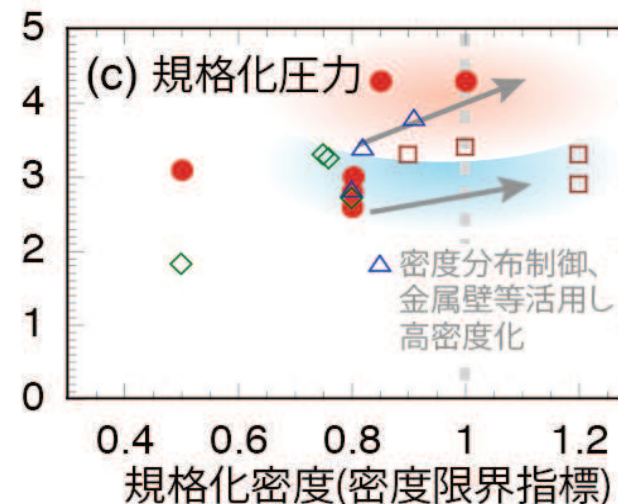 5
(c) 規格化圧力
4
3
2
密度分布制御、
金属壁等活用し
高密度化
1
0
0.4 0.6 0.8 1 1.2
規格化密度(密度限界指標)